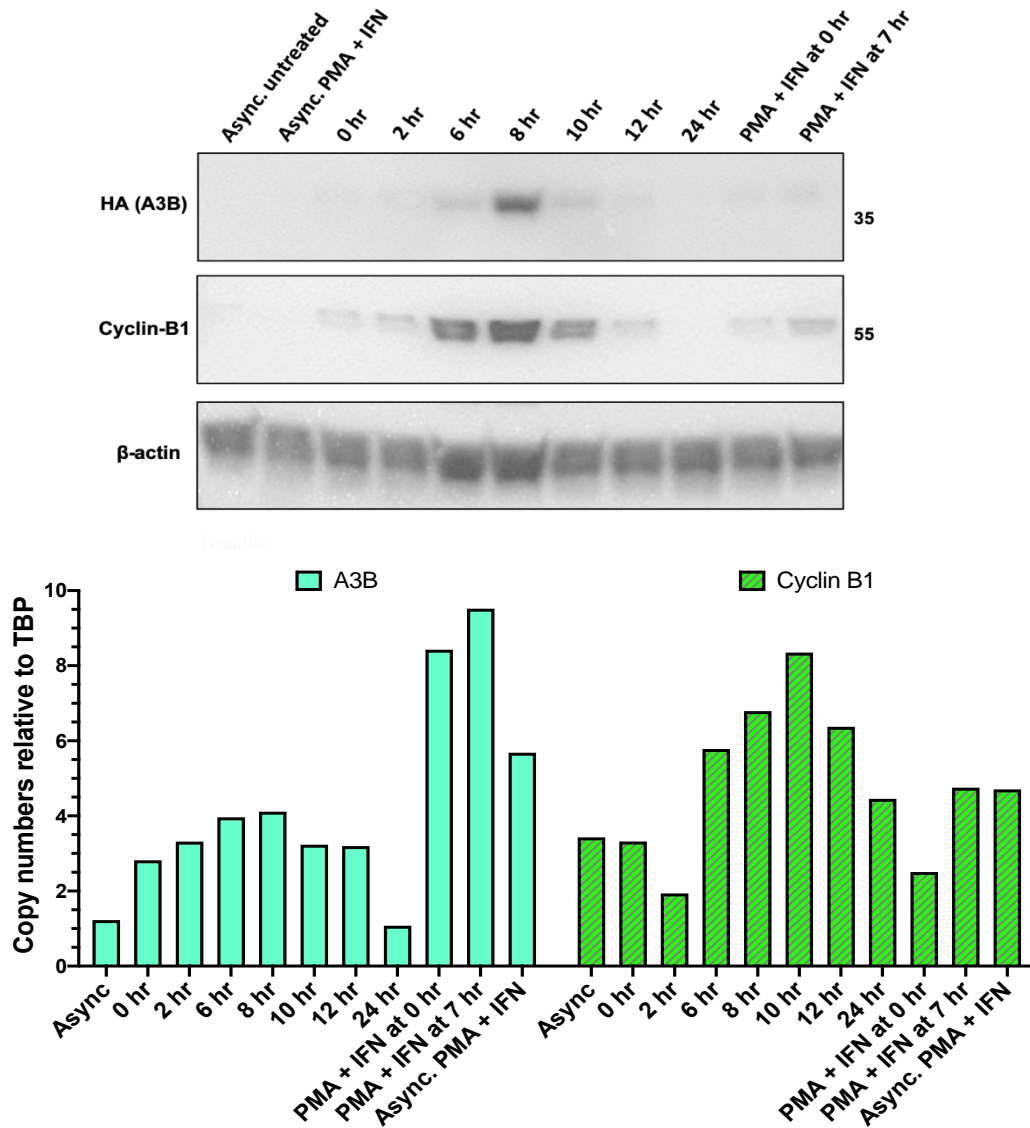 Async. untreated
Async. PMA + IFN
0 hr
2 hr
6 hr
8 hr
10 hr
12 hr
24 hr
PMA + IFN at 0 hr
PMA + IFN at 7 hr
HA (A3B)
35
Cyclin-B1
55
β-actin
β-actin
A3B
Cyclin B1
Copy numbers relative to TBP
10
8
6
4
2
0
Async
0 hr
2 hr
6 hr
8 hr
10 hr
12 hr
24 hr
PMA + IFN at 0 hr
PMA + IFN at 7 hr
Async. PMA + IFN
Async
0 hr
2 hr
6 hr
8 hr
10 hr
12 hr
24 hr
PMA + IFN at 0 hr
PMA + IFN at 7 hr
Async. PMA + IFN